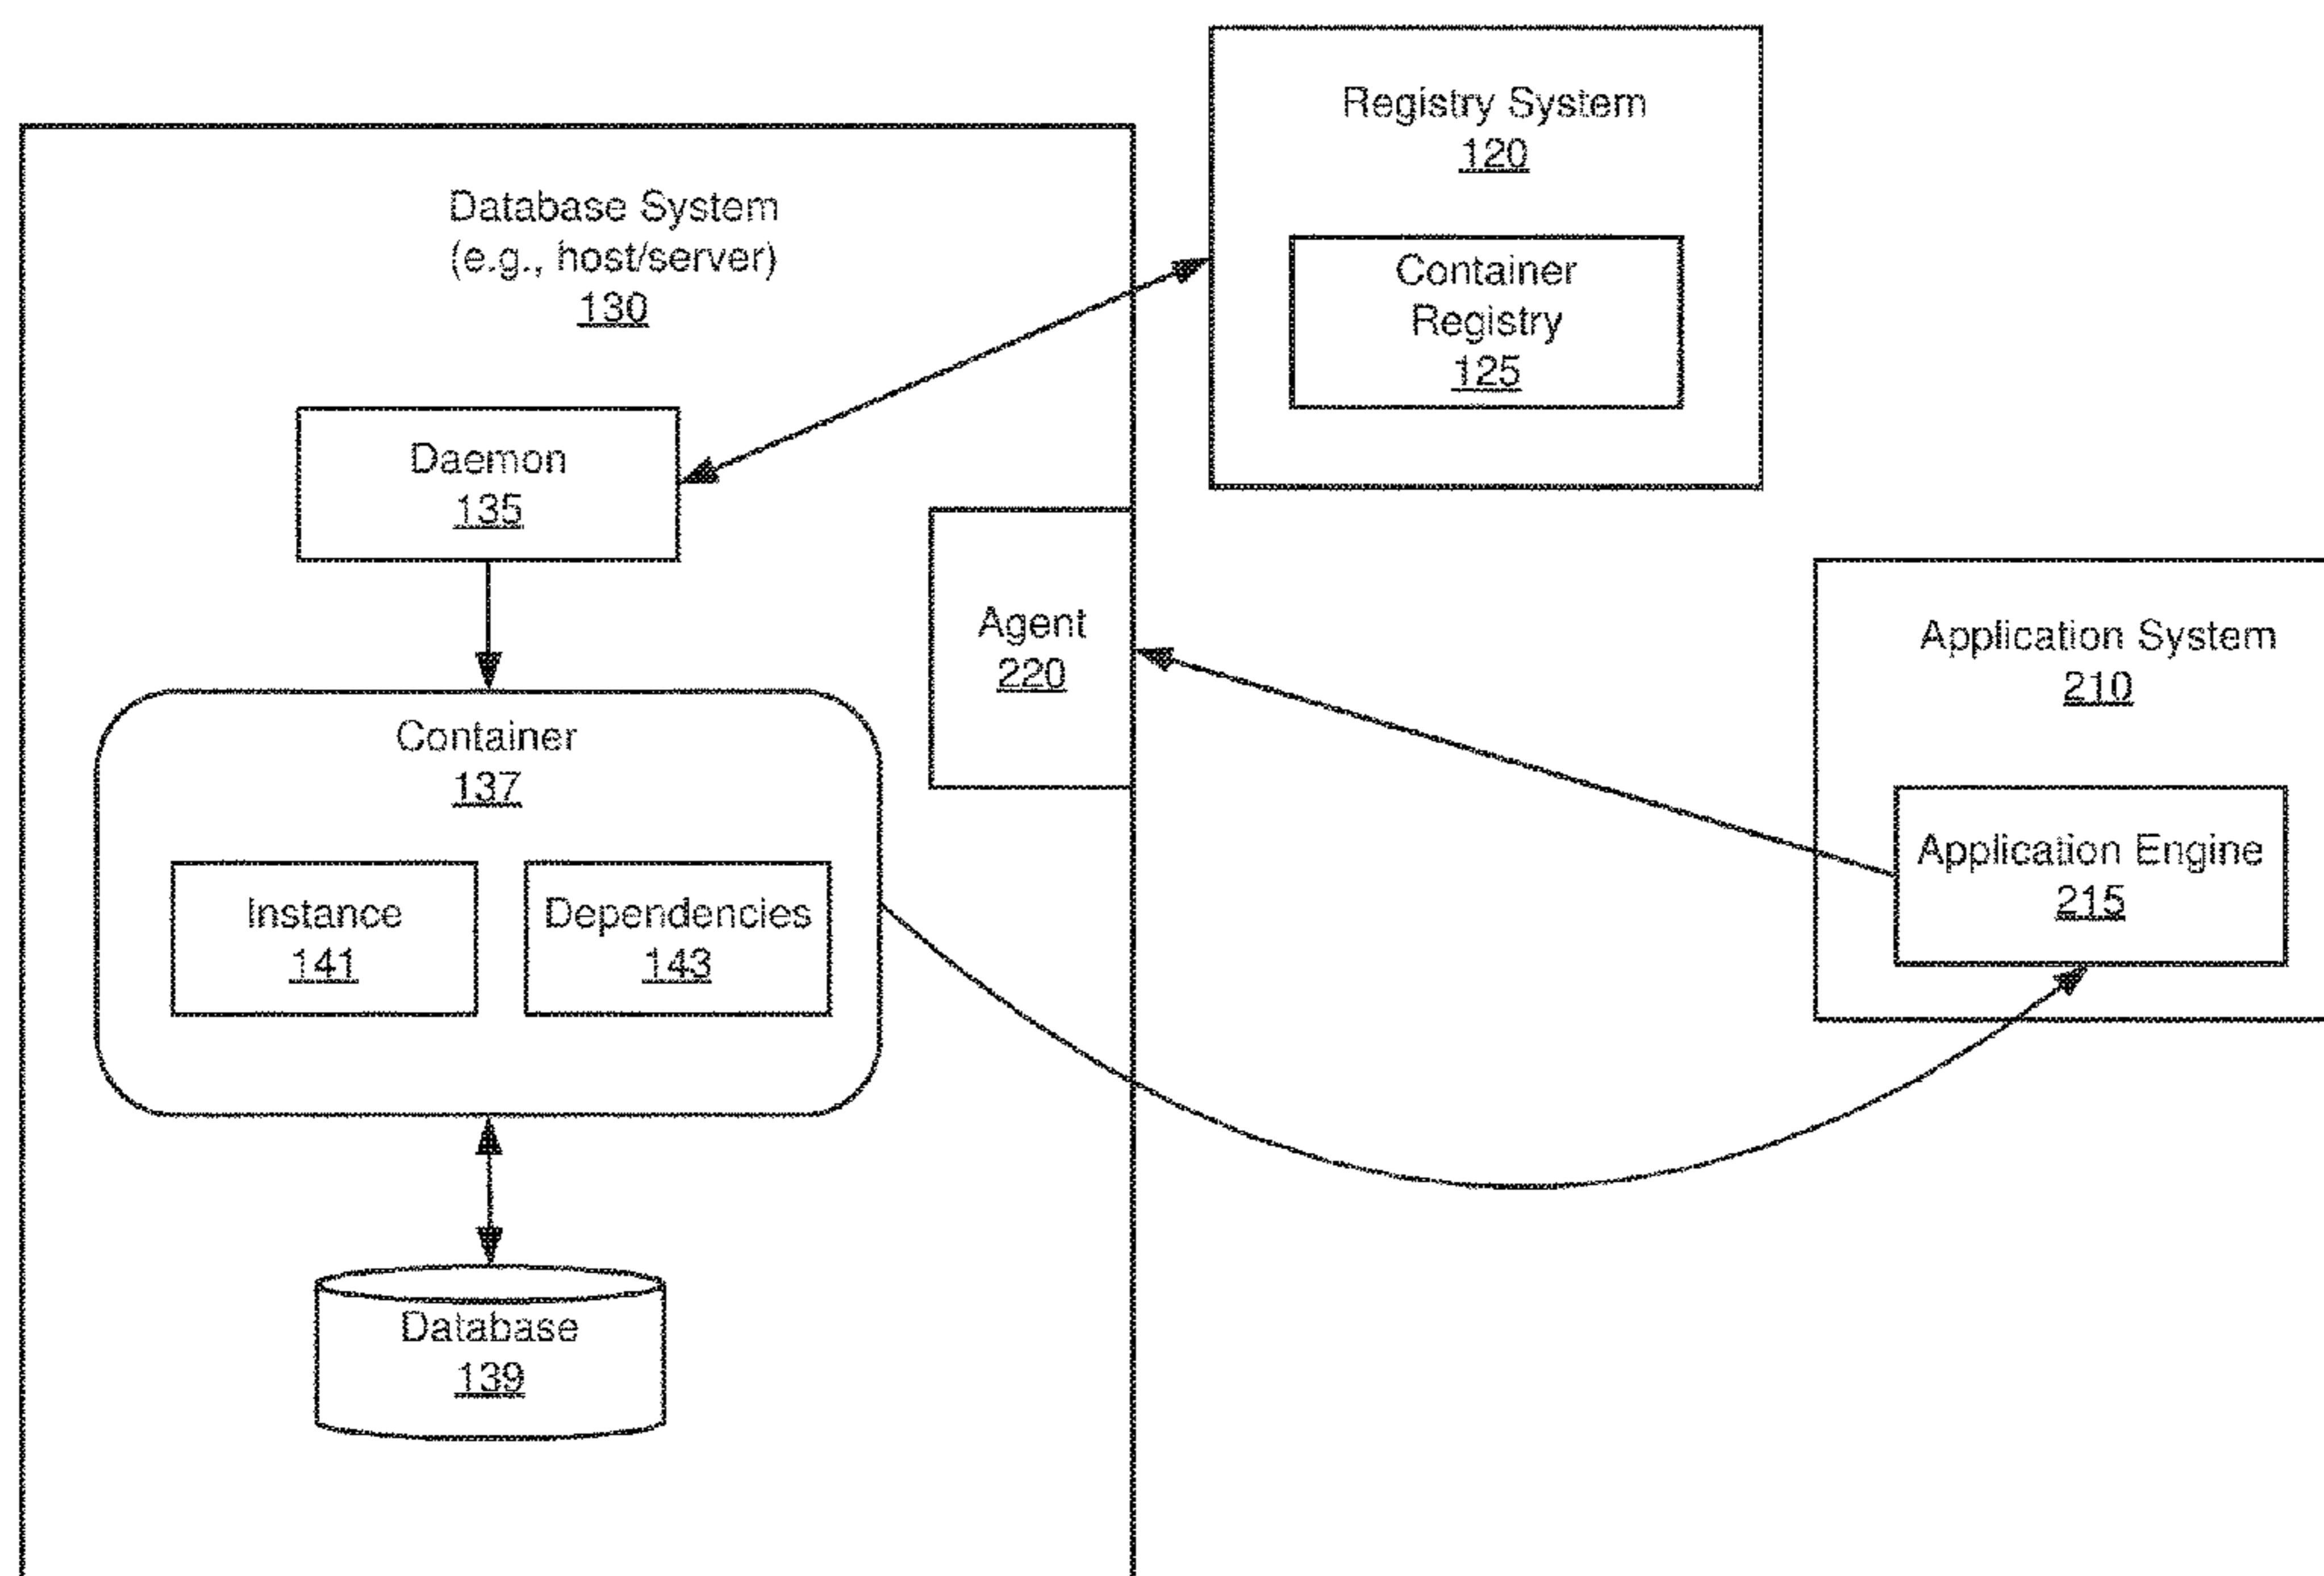 Registry System
120
Container
Registry
125
Database System
(e.g., host/server)
130
Daemon
135
Agent
220
Application System
210
Application Engine
215
Container
137
Instance
141
Dependencies
143
Database
139